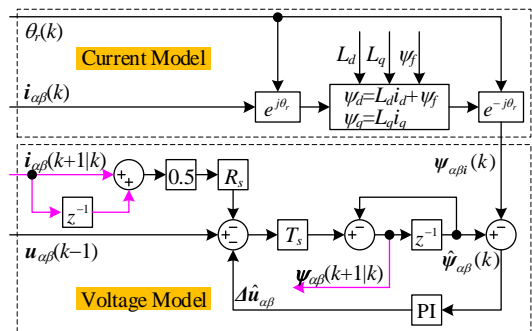 θr(k)
Current Model
Ld Lq ψf
iαβ(k)
e^jθr
ψd=Ldid+ψf
ψq=Lqiq
e^-jθr
iαβ(k+1|k)
ψαβi(k)
+
+
0.5
Rs
z^-1
uαβ(k−1)
−
−
Ts
+
−
z^-1
+
−
ψαβ(k+1|k)
ψ̂αβ(k)
Δûαβ
PI
Voltage Model